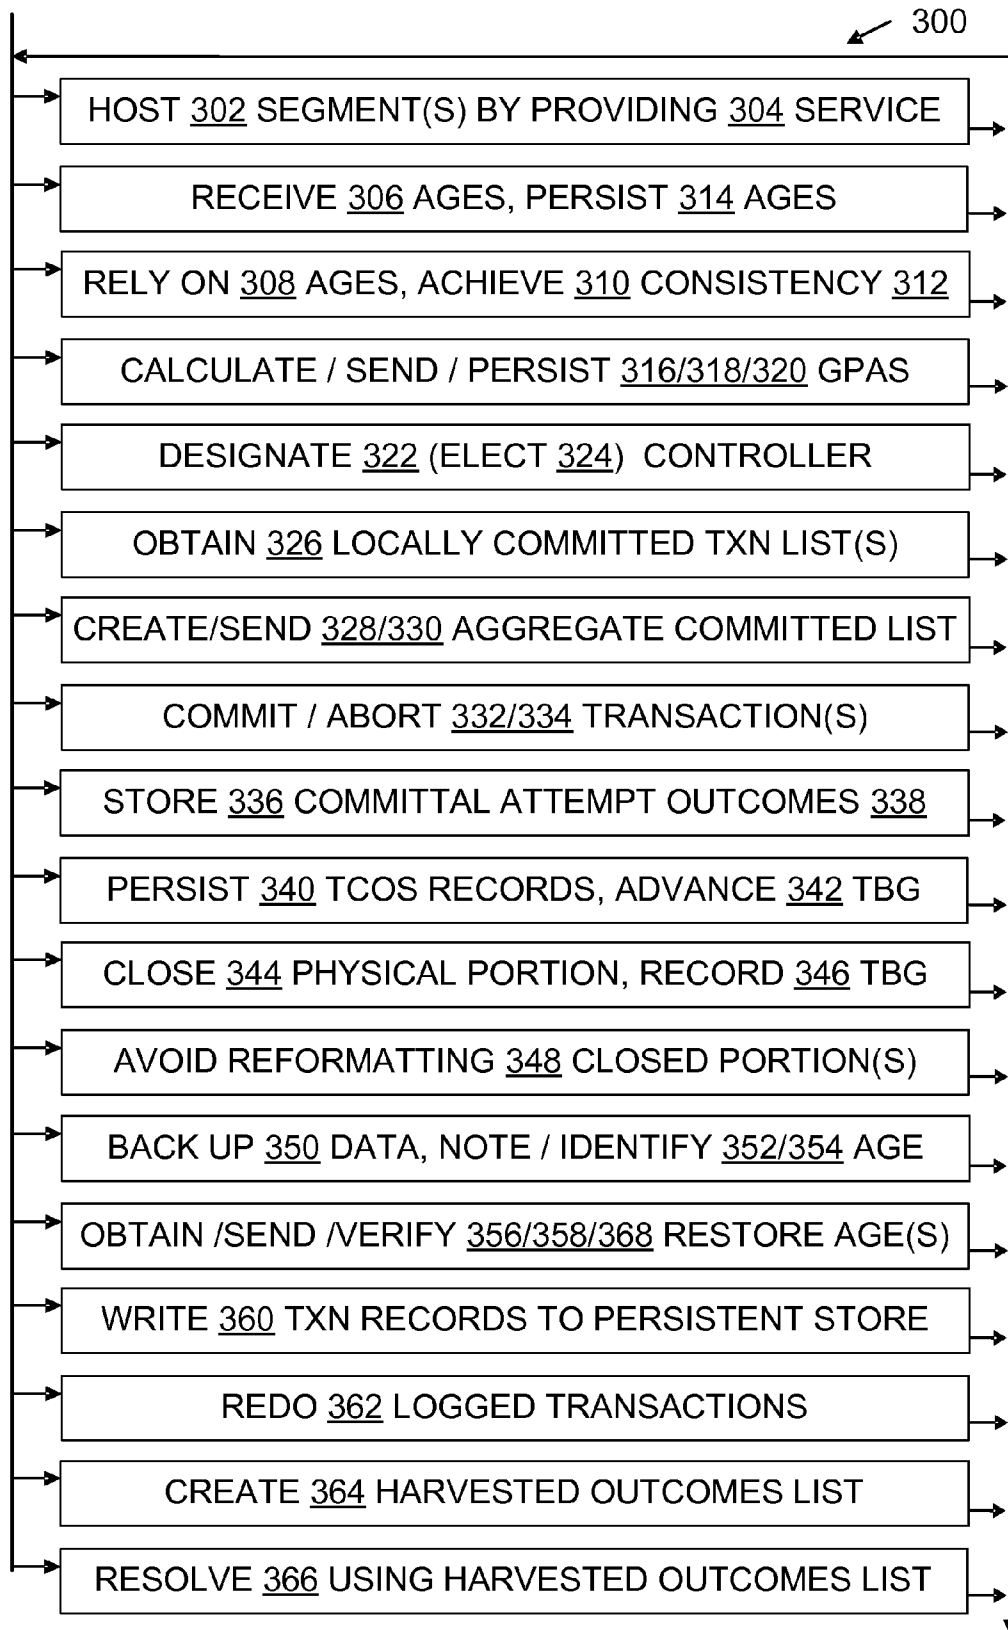 300
HOST 302 SEGMENT(S) BY PROVIDING 304 SERVICE
RECEIVE 306 AGES, PERSIST 314 AGES
RELY ON 308 AGES, ACHIEVE 310 CONSISTENCY 312
CALCULATE / SEND / PERSIST 316/318/320 GPAS
DESIGNATE 322 (ELECT 324) CONTROLLER
OBTAIN 326 LOCALLY COMMITTED TXN LIST(S)
CREATE/SEND 328/330 AGGREGATE COMMITTED LIST
COMMIT / ABORT 332/334 TRANSACTION(S)
STORE 336 COMMITTAL ATTEMPT OUTCOMES 338
PERSIST 340 TCOS RECORDS, ADVANCE 342 TBG
CLOSE 344 PHYSICAL PORTION, RECORD 346 TBG
AVOID REFORMATTING 348 CLOSED PORTION(S)
BACK UP 350 DATA, NOTE / IDENTIFY 352/354 AGE
OBTAIN /SEND /VERIFY 356/358/368 RESTORE AGE(S)
WRITE 360 TXN RECORDS TO PERSISTENT STORE
REDO 362 LOGGED TRANSACTIONS
CREATE 364 HARVESTED OUTCOMES LIST
RESOLVE 366 USING HARVESTED OUTCOMES LIST